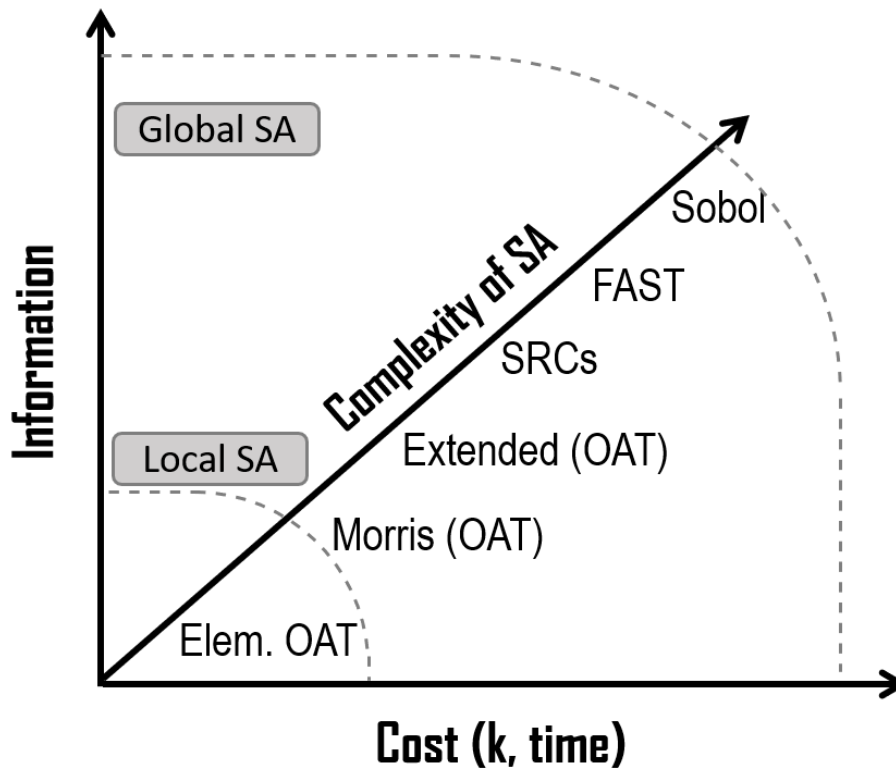 Global SA
Sobol
Complexity of SA
FAST
Information
SRCs
Local SA
Extended (OAT)
Morris (OAT)
Elem. OAT
Cost (k, time)